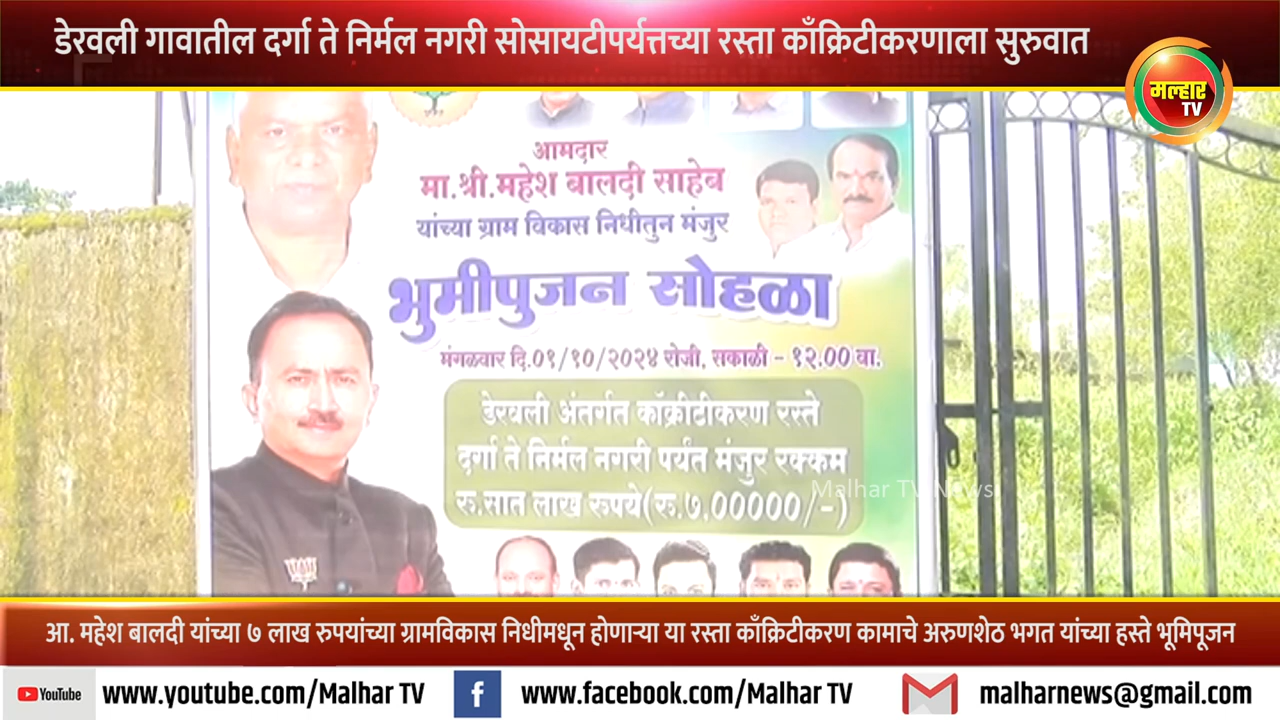 डेरवली गावातील दर्गा ते निर्मल नगरी सोसायटीपर्यत्तच्या रस्ता काँक्रिटीकरणाला सुरुवात
मल्हार
TV
आमदार
मा.श्री.महेश बालदी साहेब
यांच्या ग्राम विकास निधीतुन मंजुर
भुमीपुजन सोहळा
मंगळवार दि.०१/१०/२०२४ रोजी, सकाळी - १२.00 वा.
डेरवली अंतर्गत काँक्रीटीकरण रस्ते
दर्गा ते निर्मल नगरी पर्यंत मंजुर रक्कम
रु.सात लाख रुपये(रु.७,00000/-)
Malhar TV News
आ. महेश बालदी यांच्या ७ लाख रुपयांच्या ग्रामविकास निधीमधून होणाऱ्या या रस्ता काँक्रिटीकरण कामाचे अरुणशेठ भगत यांच्या हस्ते भूमिपूजन
YouTube www.youtube.com/Malhar TV f www.facebook.com/Malhar TV malharnews@gmail.com